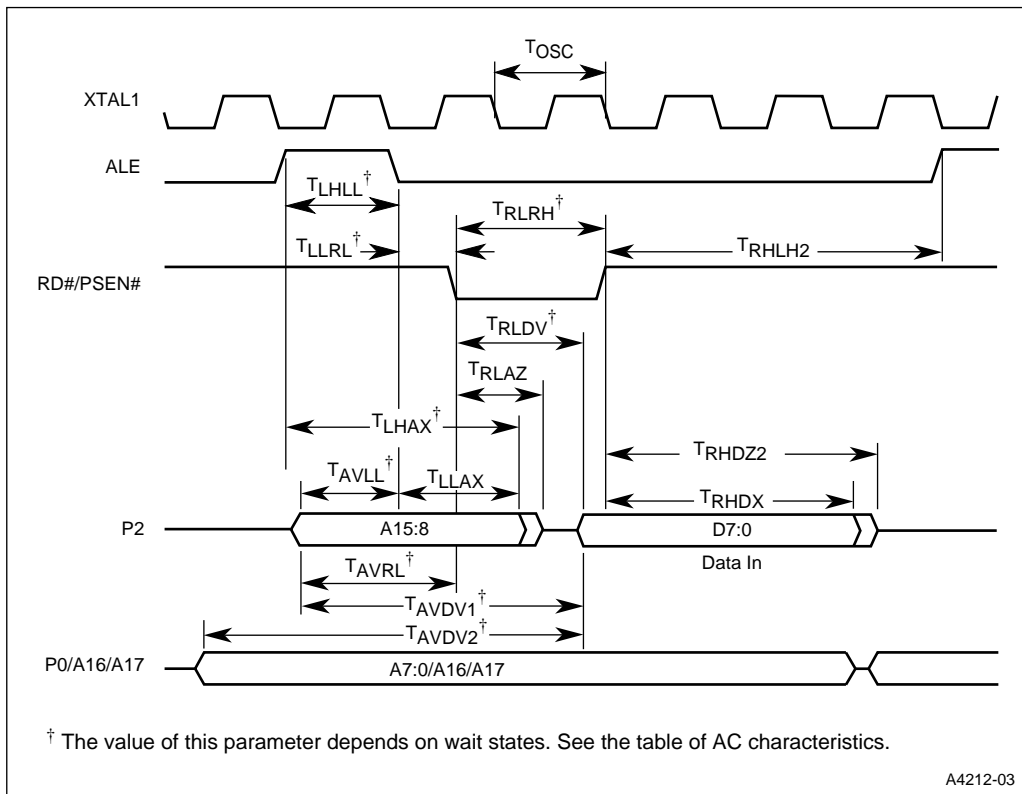 TOSC
XTAL1
ALE
TLHLL†
TRLRH†
TLLRL†
TRHLH2
RD#/PSEN#
TRLDV†
TRLAZ
TLHAX†
TRHDZ2
TAVLL†
TLLAX
TRHDX
P2
A15:8
D7:0
Data In
TAVRL†
TAVDV1†
TAVDV2†
P0/A16/A17
A7:0/A16/A17
† The value of this parameter depends on wait states. See the table of AC characteristics.
A4212-03